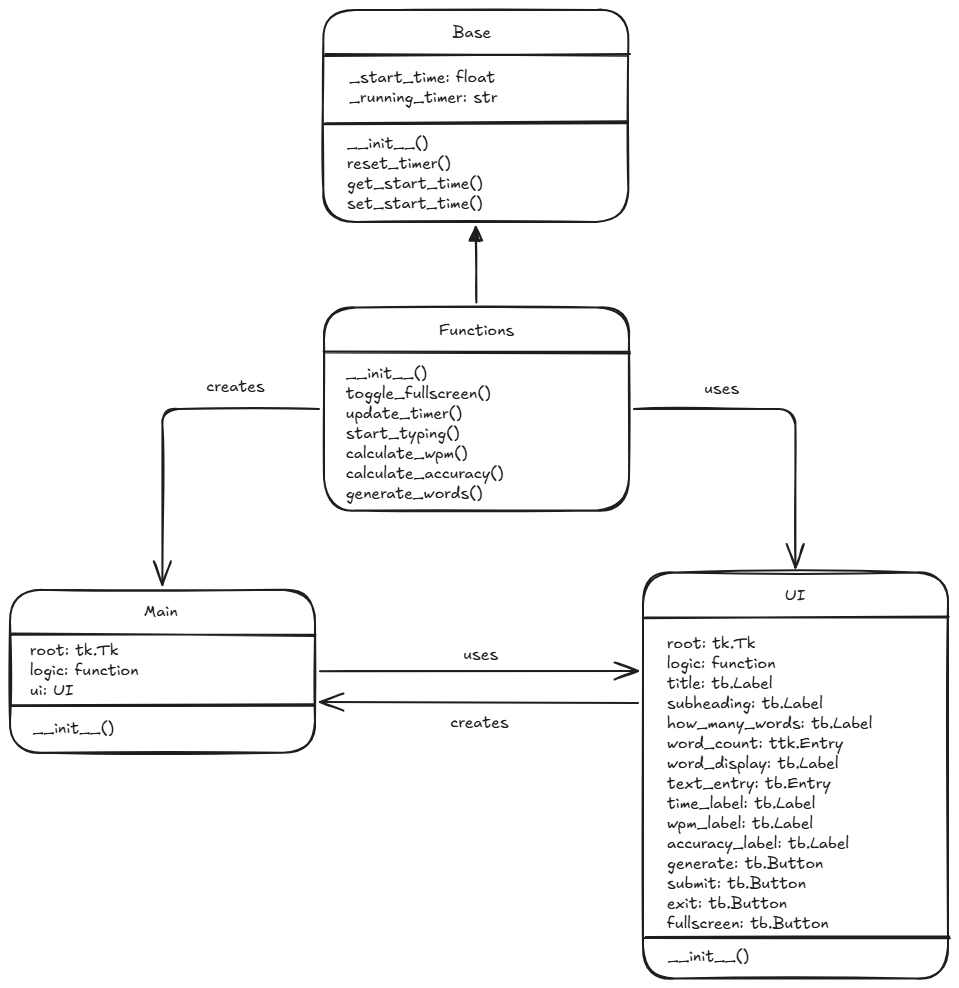 Base
_start_time: float
_running_timer: str
__init__()
reset_timer()
get_start_time()
set_start_time()
Functions
__init__()
toggle_fullscreen()
update_timer()
start_typing()
calculate_wpm()
calculate_accuracy()
generate_words()
creates
uses
Main
root: tk.Tk
logic: function
ui: UI
__init__()
uses
creates
UI
root: tk.Tk
logic: function
title: tb.Label
subheading: tb.Label
how_many_words: tb.Label
word_count: ttk.Entry
word_display: tb.Label
text_entry: tb.Entry
time_label: tb.Label
wpm_label: tb.Label
accuracy_label: tb.Label
generate: tb.Button
submit: tb.Button
exit: tb.Button
fullscreen: tb.Button
__init__()